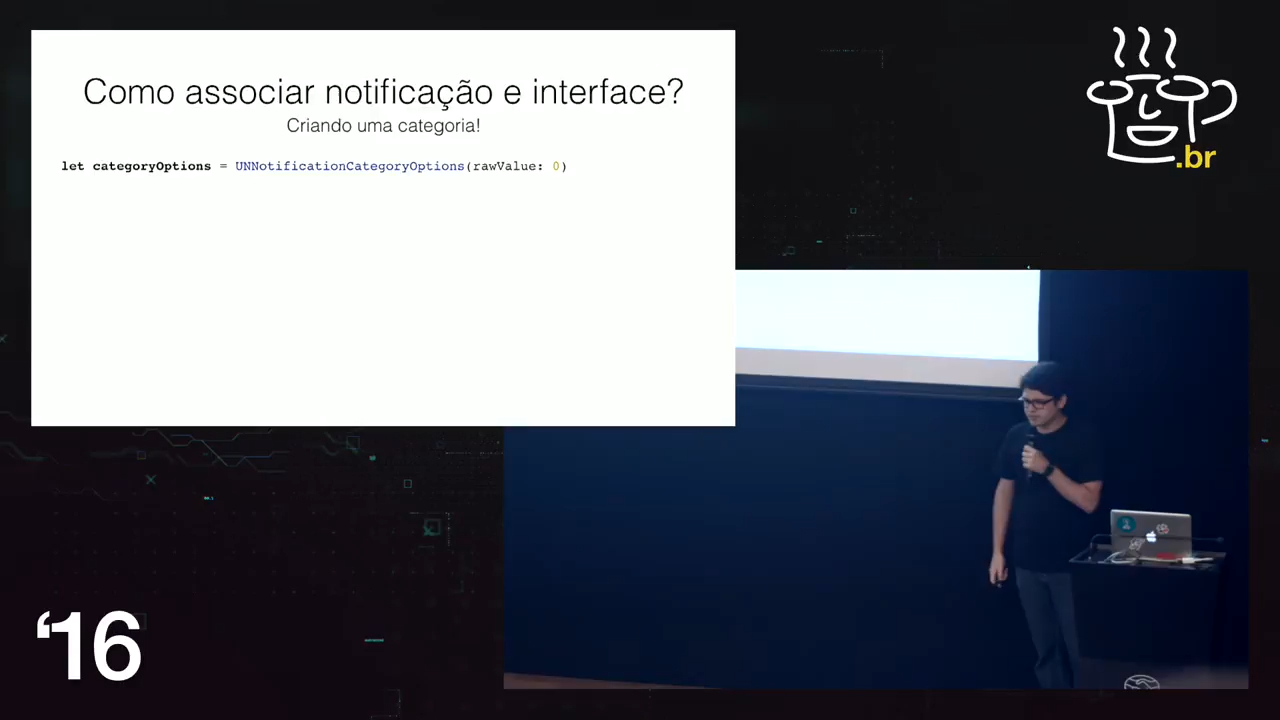 Como associar notificação e interface?
Criando uma categoria!
let categoryOptions = UNNotificationCategoryOptions(rawValue: 0)
.br
‘16